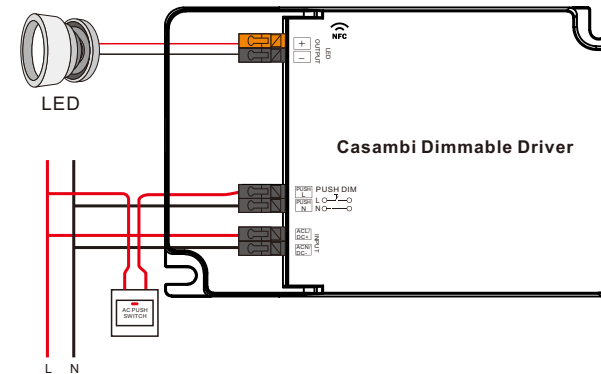 NFC
+
−
LED
OUTPUT
LED
Casambi Dimmable Driver
PUSH
L
PUSH DIM
L
PUSH
N
N
ACL/
DC+
ACN/
DC-
INPUT
AC PUSH
SWITCH
L N